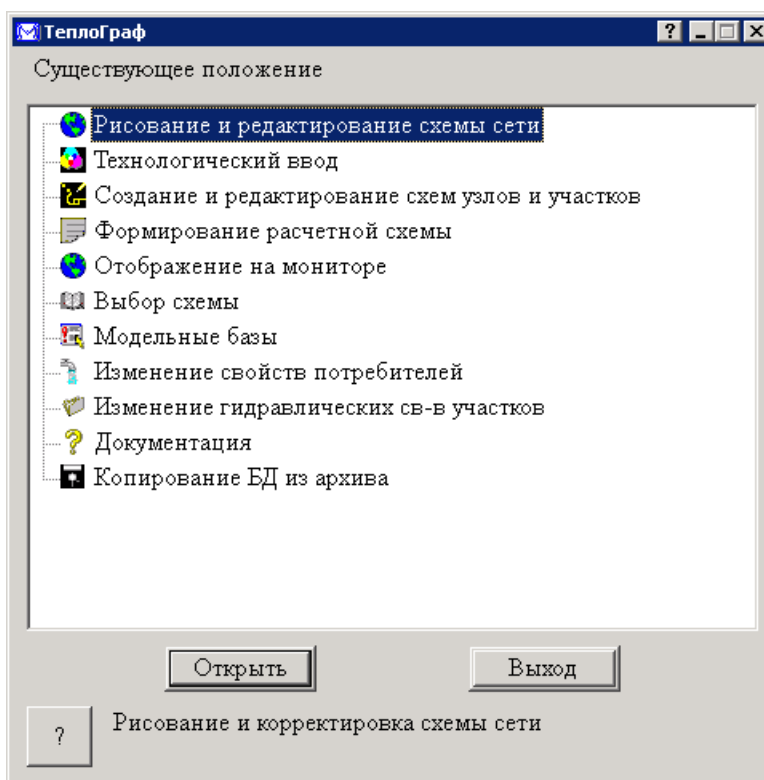 ТеплоГраф
Существующее положение
Рисование и редактирование схемы сети
Технологический ввод
Создание и редактирование схем узлов и участков
Формирование расчетной схемы
Отображение на мониторе
Выбор схемы
Модельные базы
Изменение свойств потребителей
Изменение гидравлических св-в участков
Документация
Копирование БД из архива
Открыть Выход
? Рисование и корректировка схемы сети